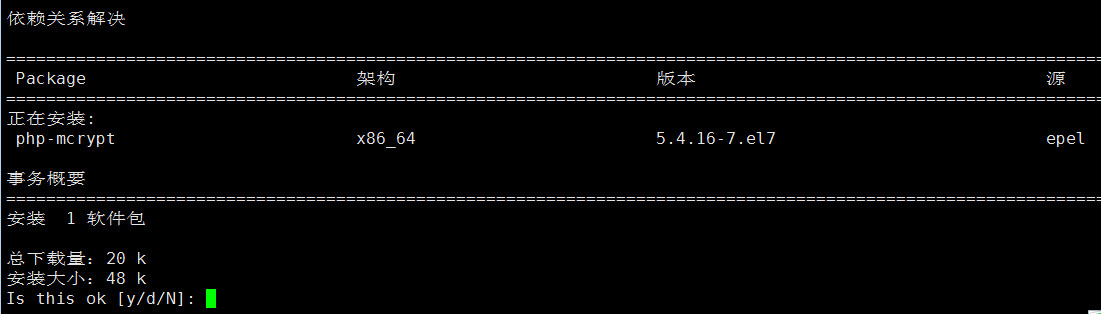 依赖关系解决
================================================================================================================
Package 架构 版本 源
================================================================================================================
正在安装:
php-mcrypt x86_64 5.4.16-7.el7 epel
事务概要
================================================================================================================
安装  1 软件包
总下载量：20 k
安装大小：48 k
Is this ok [y/d/N]: